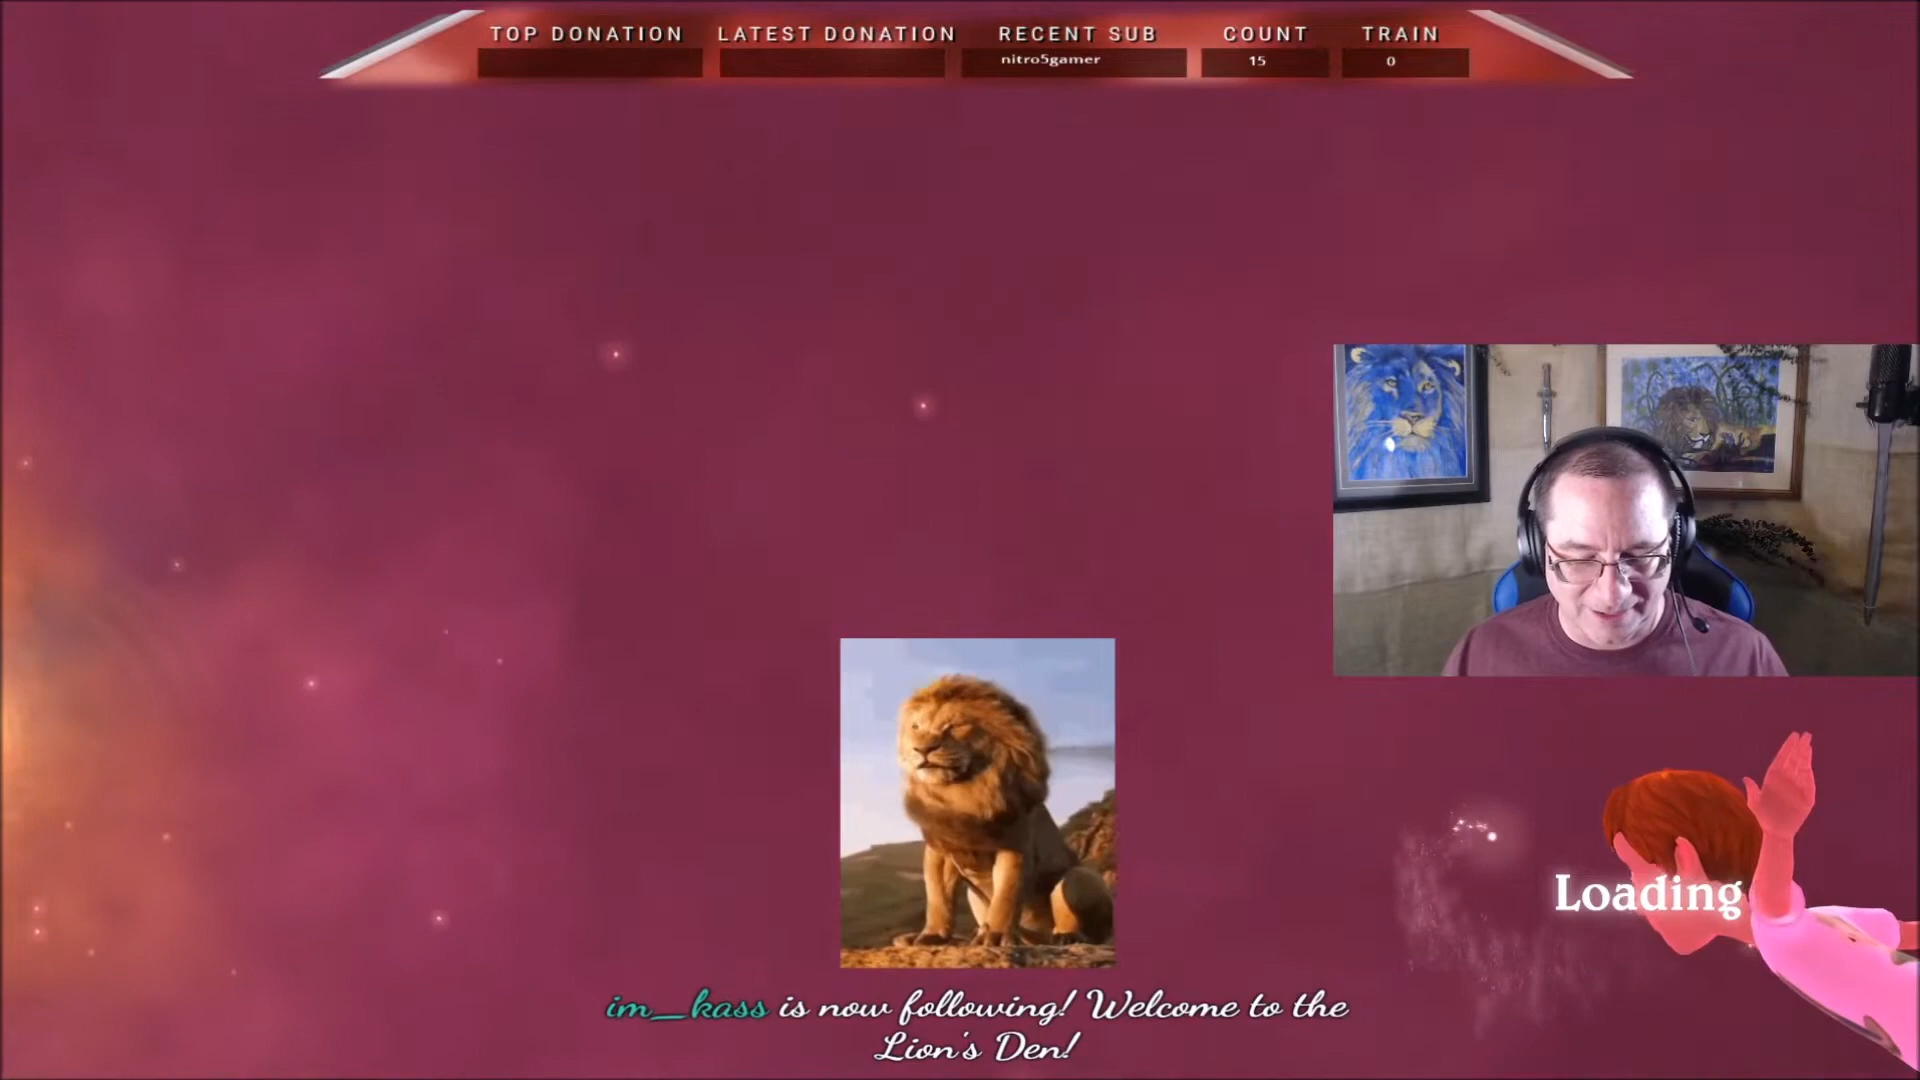 TOP DONATION LATEST DONATION RECENT SUB COUNT TRAIN
nitro5gamer 15 0
Loading
im_kass is now following! Welcome to the
Lion's Den!